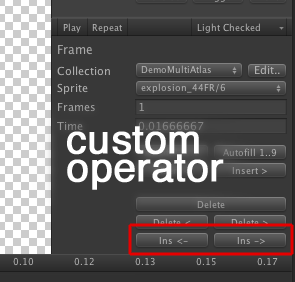 Play Repeat Light Checked
Frame
Collection DemoMultiAtlas Edit..
Sprite explosion_44FR/6
Frames 1
Time 0.01666667
custom
operator
Autofill 1..9
Insert >
Delete
Delete < Delete >
Ins <- Ins ->
0.10 0.12 0.13 0.15 0.17